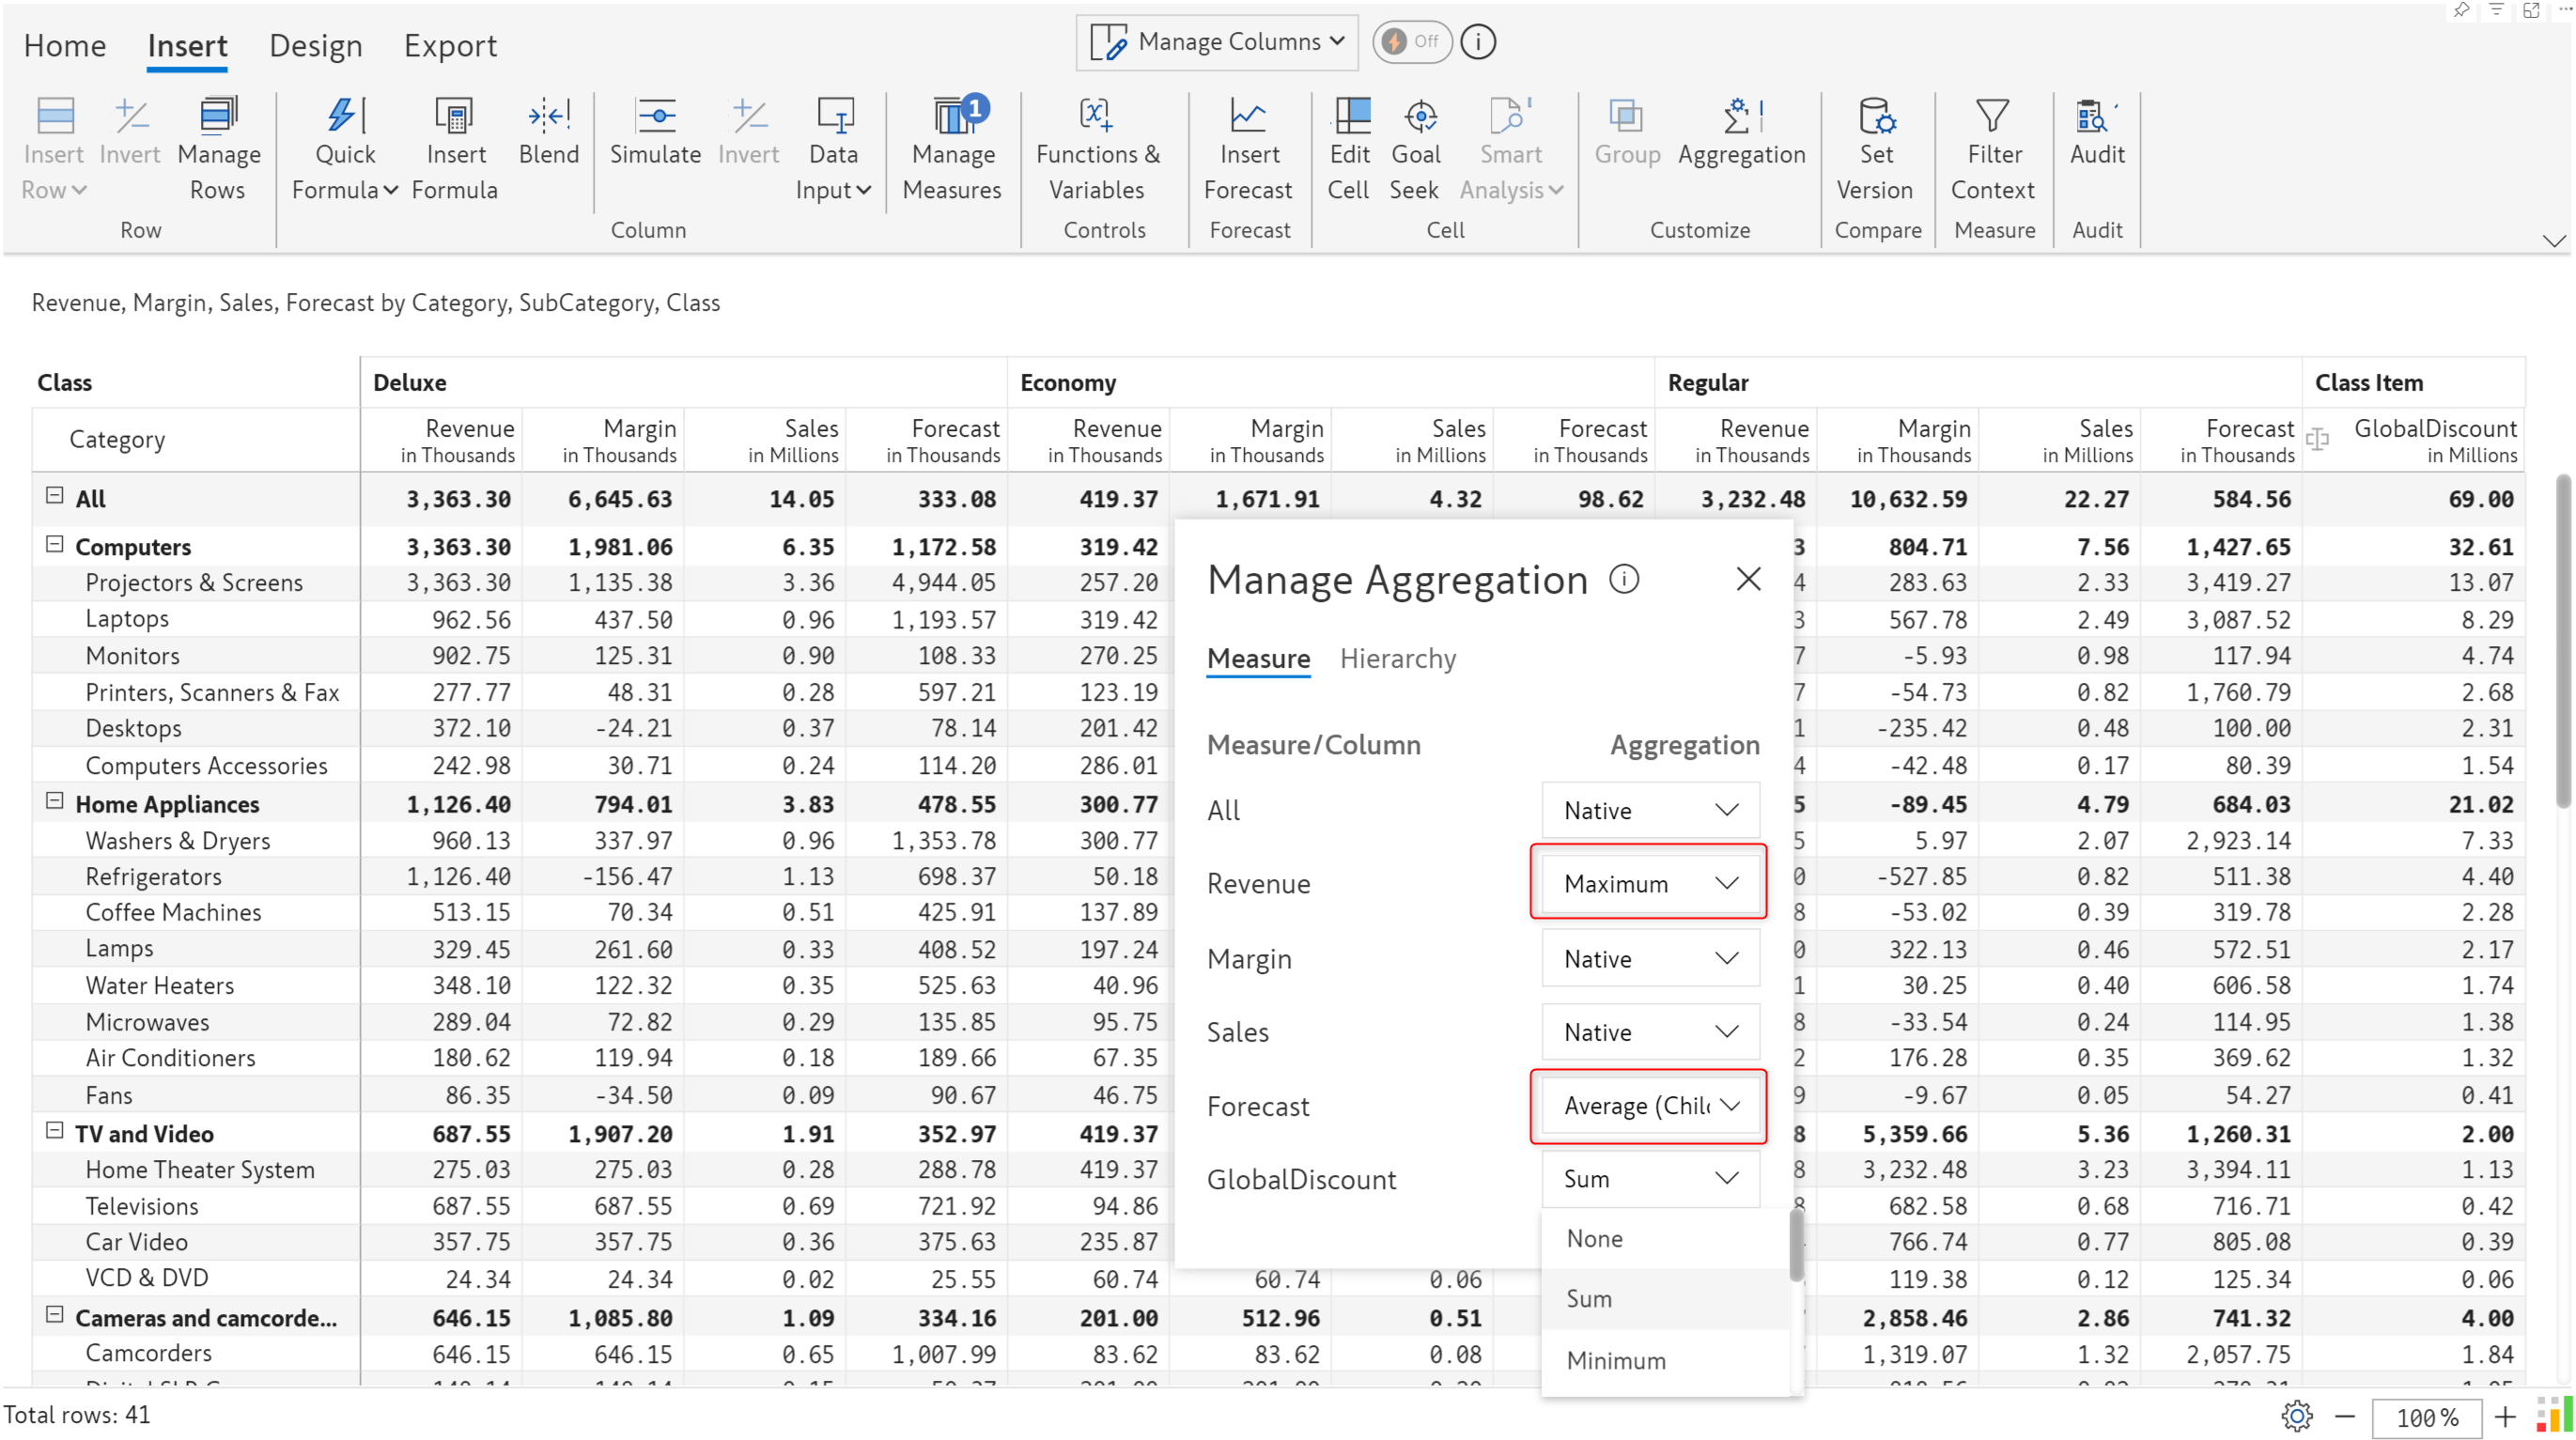 Home Insert Design Export Manage Columns Off i
Insert Row Invert Manage Rows Quick Formula Insert Formula Blend Simulate Invert Data Input Manage Measures 1 Functions & Variables Insert Forecast Edit Cell Goal Seek Smart Analysis Group Aggregation Set Version Filter Context Audit
Row Column Controls Forecast Cell Customize Compare Measure Audit
Revenue, Margin, Sales, Forecast by Category, SubCategory, Class
Class Deluxe Economy Regular Class Item
Category Revenue Margin Sales Forecast Revenue Margin Sales Forecast Revenue Margin Sales Forecast GlobalDiscount
in Thousands in Thousands in Millions in Thousands in Thousands in Thousands in Millions in Thousands in Thousands in Thousands in Millions in Thousands in Millions
All 3,363.30 6,645.63 14.05 333.08 419.37 1,671.91 4.32 98.62 3,232.48 10,632.59 22.27 584.56 69.00
Computers 3,363.30 1,981.06 6.35 1,172.58 319.42 3 804.71 7.56 1,427.65 32.61
Projectors & Screens 3,363.30 1,135.38 3.36 4,944.05 257.20 4 283.63 2.33 3,419.27 13.07
Laptops 962.56 437.50 0.96 1,193.57 319.42 3 567.78 2.49 3,087.52 8.29
Monitors 902.75 125.31 0.90 108.33 270.25 7 -5.93 0.98 117.94 4.74
Printers, Scanners & Fax 277.77 48.31 0.28 597.21 123.19 7 -54.73 0.82 1,760.79 2.68
Desktops 372.10 -24.21 0.37 78.14 201.42 1 -235.42 0.48 100.00 2.31
Computers Accessories 242.98 30.71 0.24 114.20 286.01 4 -42.48 0.17 80.39 1.54
Home Appliances 1,126.40 794.01 3.83 478.55 300.77 5 -89.45 4.79 684.03 21.02
Washers & Dryers 960.13 337.97 0.96 1,353.78 300.77 5 5.97 2.07 2,923.14 7.33
Refrigerators 1,126.40 -156.47 1.13 698.37 50.18 0 -527.85 0.82 511.38 4.40
Coffee Machines 513.15 70.34 0.51 425.91 137.89 8 -53.02 0.39 319.78 2.28
Lamps 329.45 261.60 0.33 408.52 197.24 0 322.13 0.46 572.51 2.17
Water Heaters 348.10 122.32 0.35 525.63 40.96 1 30.25 0.40 606.58 1.74
Microwaves 289.04 72.82 0.29 135.85 95.75 8 -33.54 0.24 114.95 1.38
Air Conditioners 180.62 119.94 0.18 189.66 67.35 2 176.28 0.35 369.62 1.32
Fans 86.35 -34.50 0.09 90.67 46.75 9 -9.67 0.05 54.27 0.41
TV and Video 687.55 1,907.20 1.91 352.97 419.37 8 5,359.66 5.36 1,260.31 2.00
Home Theater System 275.03 275.03 0.28 288.78 419.37 8 3,232.48 3.23 3,394.11 1.13
Televisions 687.55 687.55 0.69 721.92 94.86 8 682.58 0.68 716.71 0.42
Car Video 357.75 357.75 0.36 375.63 235.87 766.74 0.77 805.08 0.39
VCD & DVD 24.34 24.34 0.02 25.55 60.74 60.74 0.06 119.38 0.12 125.34 0.06
Cameras and camcorde... 646.15 1,085.80 1.09 334.16 201.00 512.96 0.51 2,858.46 2.86 741.32 4.00
Camcorders 646.15 646.15 0.65 1,007.99 83.62 83.62 0.08 1,319.07 1.32 2,057.75 1.84
Manage Aggregation i
Measure Hierarchy
Measure/Column Aggregation
All Native
Revenue Maximum
Margin Native
Sales Native
Forecast Average (Chil
GlobalDiscount Sum
None
Sum
Minimum
Total rows: 41 100 %